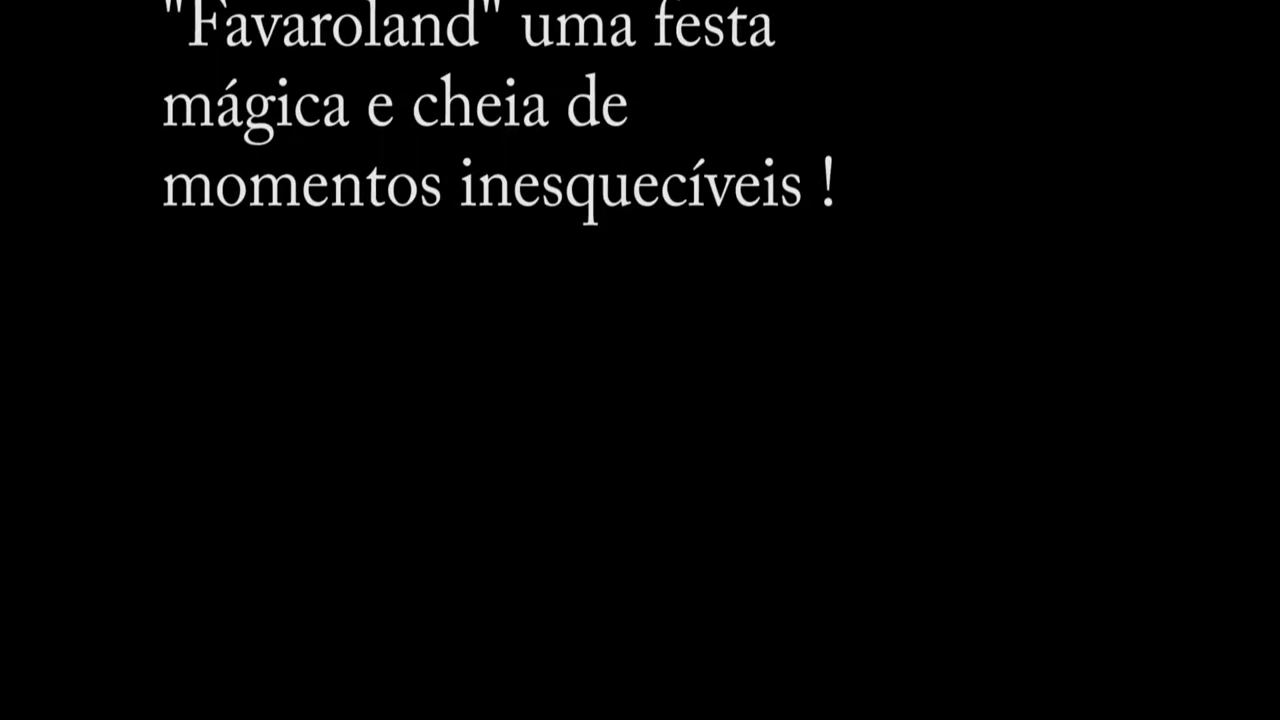 "Favaroland" uma festa
mágica e cheia de
momentos inesquecíveis !